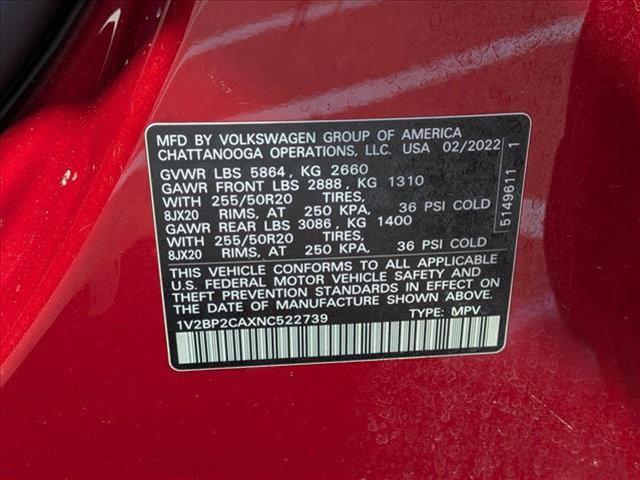 MFD BY VOLKSWAGEN GROUP OF AMERICA
CHATTANOOGA OPERATIONS, LLC. USA 02/2022
GVWR LBS 5864, KG 2660
GAWR FRONT LBS 2888, KG 1310
WITH 255/50R20 TIRES,
8JX20 RIMS, AT 250 KPA, 36 PSI COLD
GAWR REAR LBS 3086, KG 1400
WITH 255/50R20 TIRES,
8JX20 RIMS, AT 250 KPA, 36 PSI COLD
THIS VEHICLE CONFORMS TO ALL APPLICABLE
U.S. FEDERAL MOTOR VEHICLE SAFETY AND
THEFT PREVENTION STANDARDS IN EFFECT ON
THE DATE OF MANUFACTURE SHOWN ABOVE.
1V2BP2CAXNC522739 TYPE: MPV
5149611 1